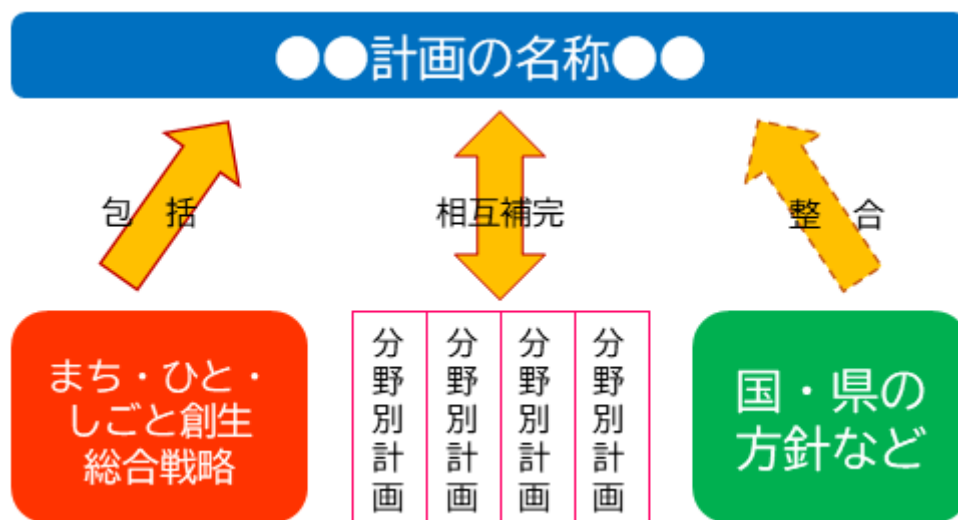 ●●計画の名称●●
包　括
相互補完
整　合
まち・ひと・
しごと創生
総合戦略
分野別計画
分野別計画
分野別計画
分野別計画
国・県の
方針など